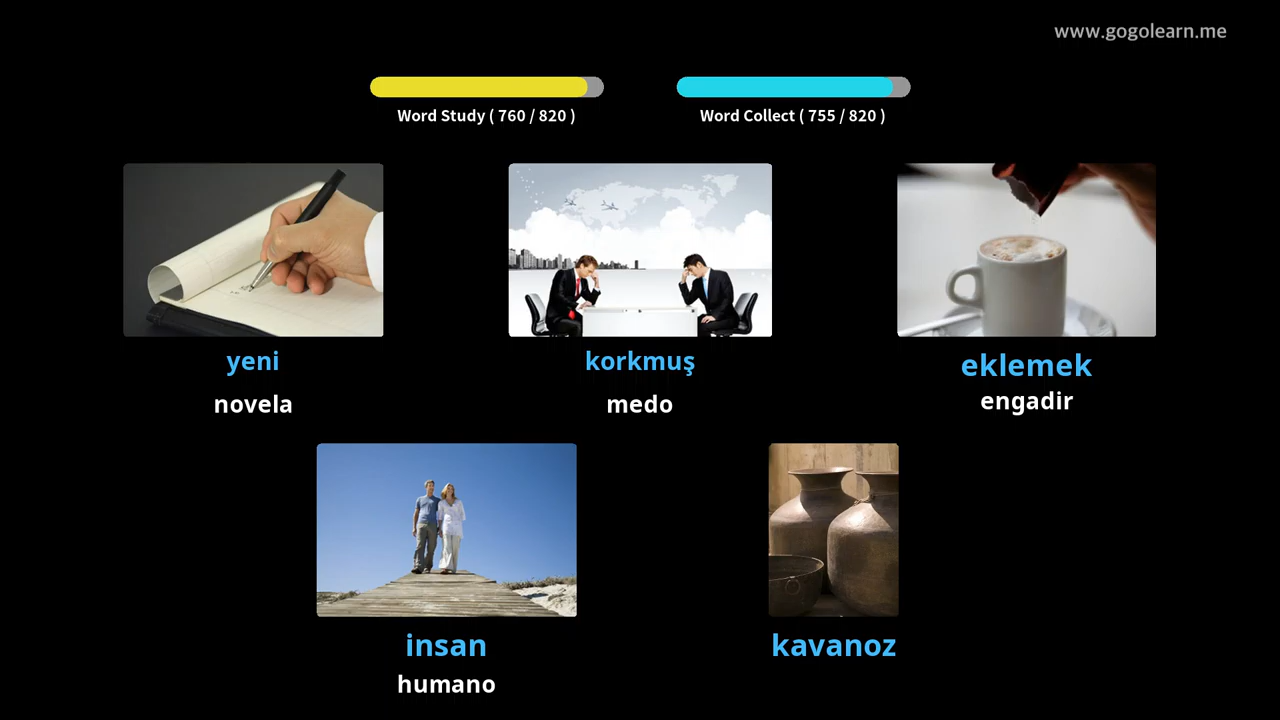 www.gogolearn.me
Word Study ( 760 / 820 )
Word Collect ( 755 / 820 )
yeni
novela
korkmuş
medo
eklemek
engadir
insan
humano
kavanoz